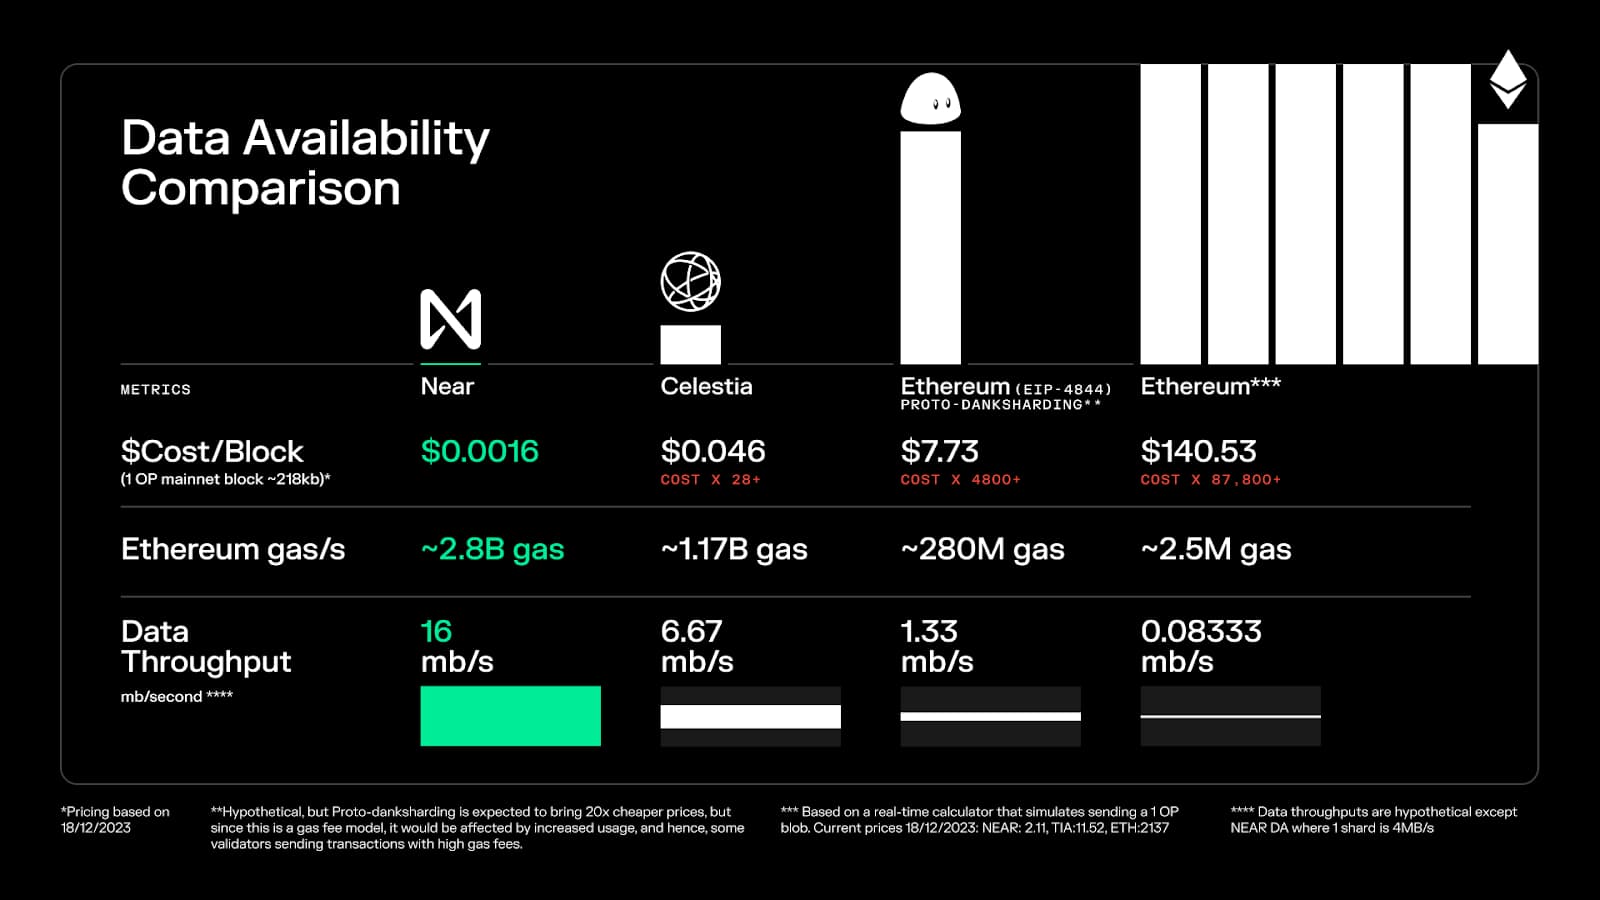 Data Availability
Comparison
METRICS
Near
Celestia
Ethereum (EIP-4844)
PROTO-DANKSHARDING**
Ethereum***
$Cost/Block
(1 OP mainnet block ~218kb)*
$0.0016
$0.046
COST X 28+
$7.73
COST X 4800+
$140.53
COST X 87,800+
Ethereum gas/s
~2.8B gas
~1.17B gas
~280M gas
~2.5M gas
Data
Throughput
mb/second ****
16
mb/s
6.67
mb/s
1.33
mb/s
0.08333
mb/s
*Pricing based on
18/12/2023
**Hypothetical, but Proto-danksharding is expected to bring 20x cheaper prices, but
since this is a gas fee model, it would be affected by increased usage, and hence, some
validators sending transactions with high gas fees.
*** Based on a real-time calculator that simulates sending a 1 OP
blob. Current prices 18/12/2023: NEAR: 2.11, TIA:11.52, ETH:2137
**** Data throughputs are hypothetical except
NEAR DA where 1 shard is 4MB/s